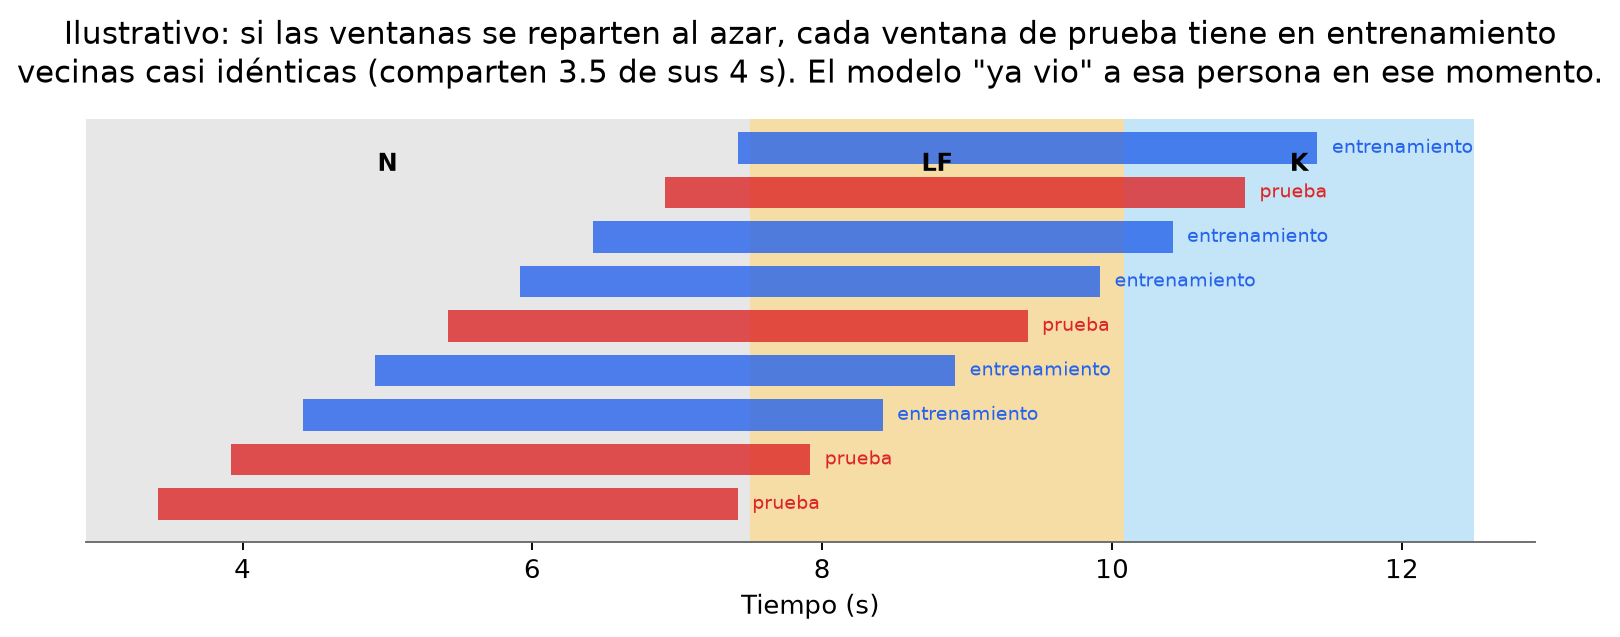 Ilustrativo: si las ventanas se reparten al azar, cada ventana de prueba tiene en entrenamiento
vecinas casi idénticas (comparten 3.5 de sus 4 s). El modelo "ya vio" a esa persona en ese momento.
entrenamiento
N LF K
prueba
entrenamiento
entrenamiento
prueba
entrenamiento
entrenamiento
prueba
prueba
4 6 8 10 12
Tiempo (s)